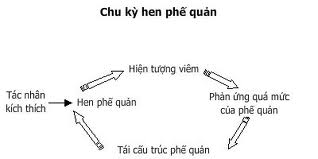 Chu kỳ hen phế quản
Hiện tượng viêm
Tác nhân
kích thích
Hen phế quản
Phản ứng quá mức
của phế quản
Tái cấu trúc phế quản